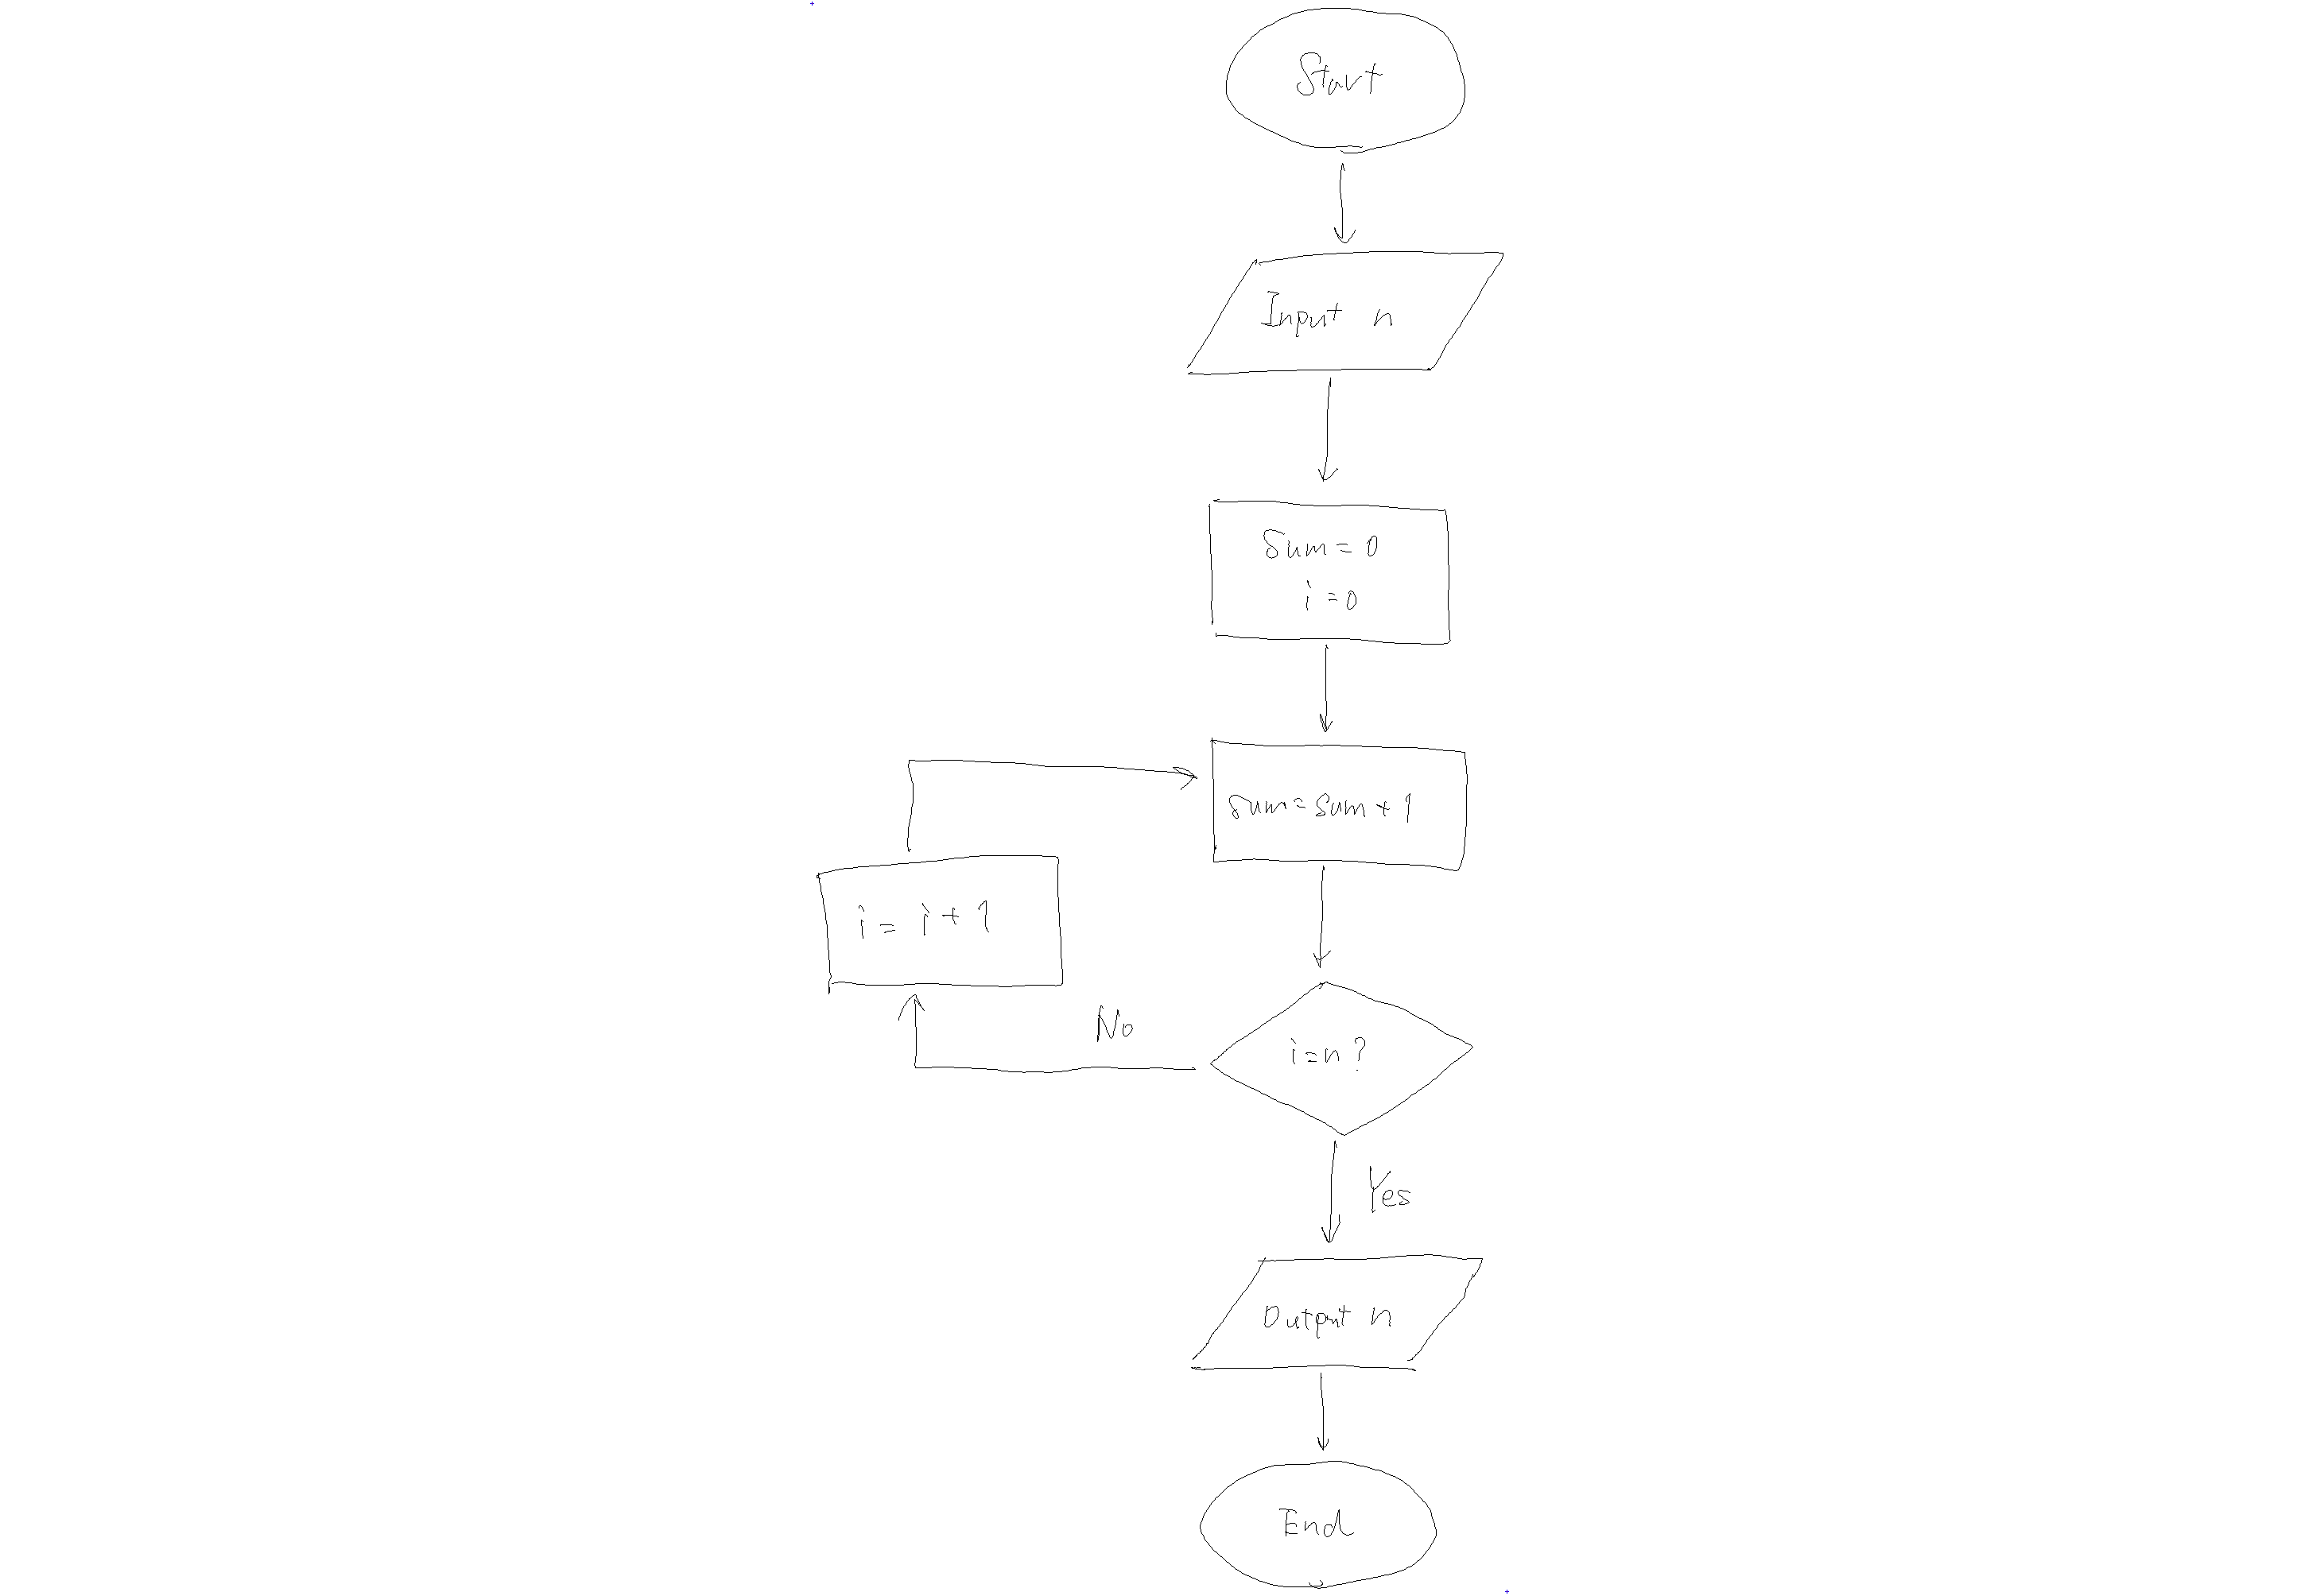 Start
Input n
Sum=0
i=0
sum=sum+1
i=i+1
No
i=n?
Yes
Output n
End